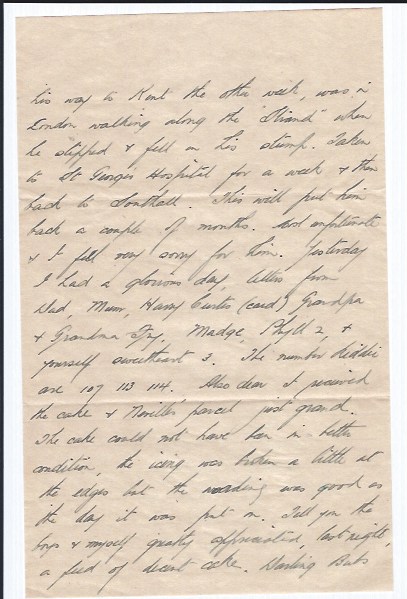 his way to Kent the other week, was in
London walking along the "Strand" when
he slipped & fell on his stump. Taken
to St Georges Hospital for a week & then
back to Southall. This will put him
back a couple of months. Most unfortunate
& I felt very sorry for him. Yesterday
I had a glorious day, letters from
Dad, Mum, Harry Curtis (card) Grandpa
& Grandma Fry, Madge, Phyll 2, &
yourself sweetheart 3. The number Kiddie
are 107 113 114. Also dear I received
the cake & Neville's parcel just grand.
The cake could not have been in better
condition, the icing was broken a little at
the edges but the wording was good as
the day it was put on. Tell you the
boys & myself greatly appreciated last night,
a feed of decent cake. Darling Babs